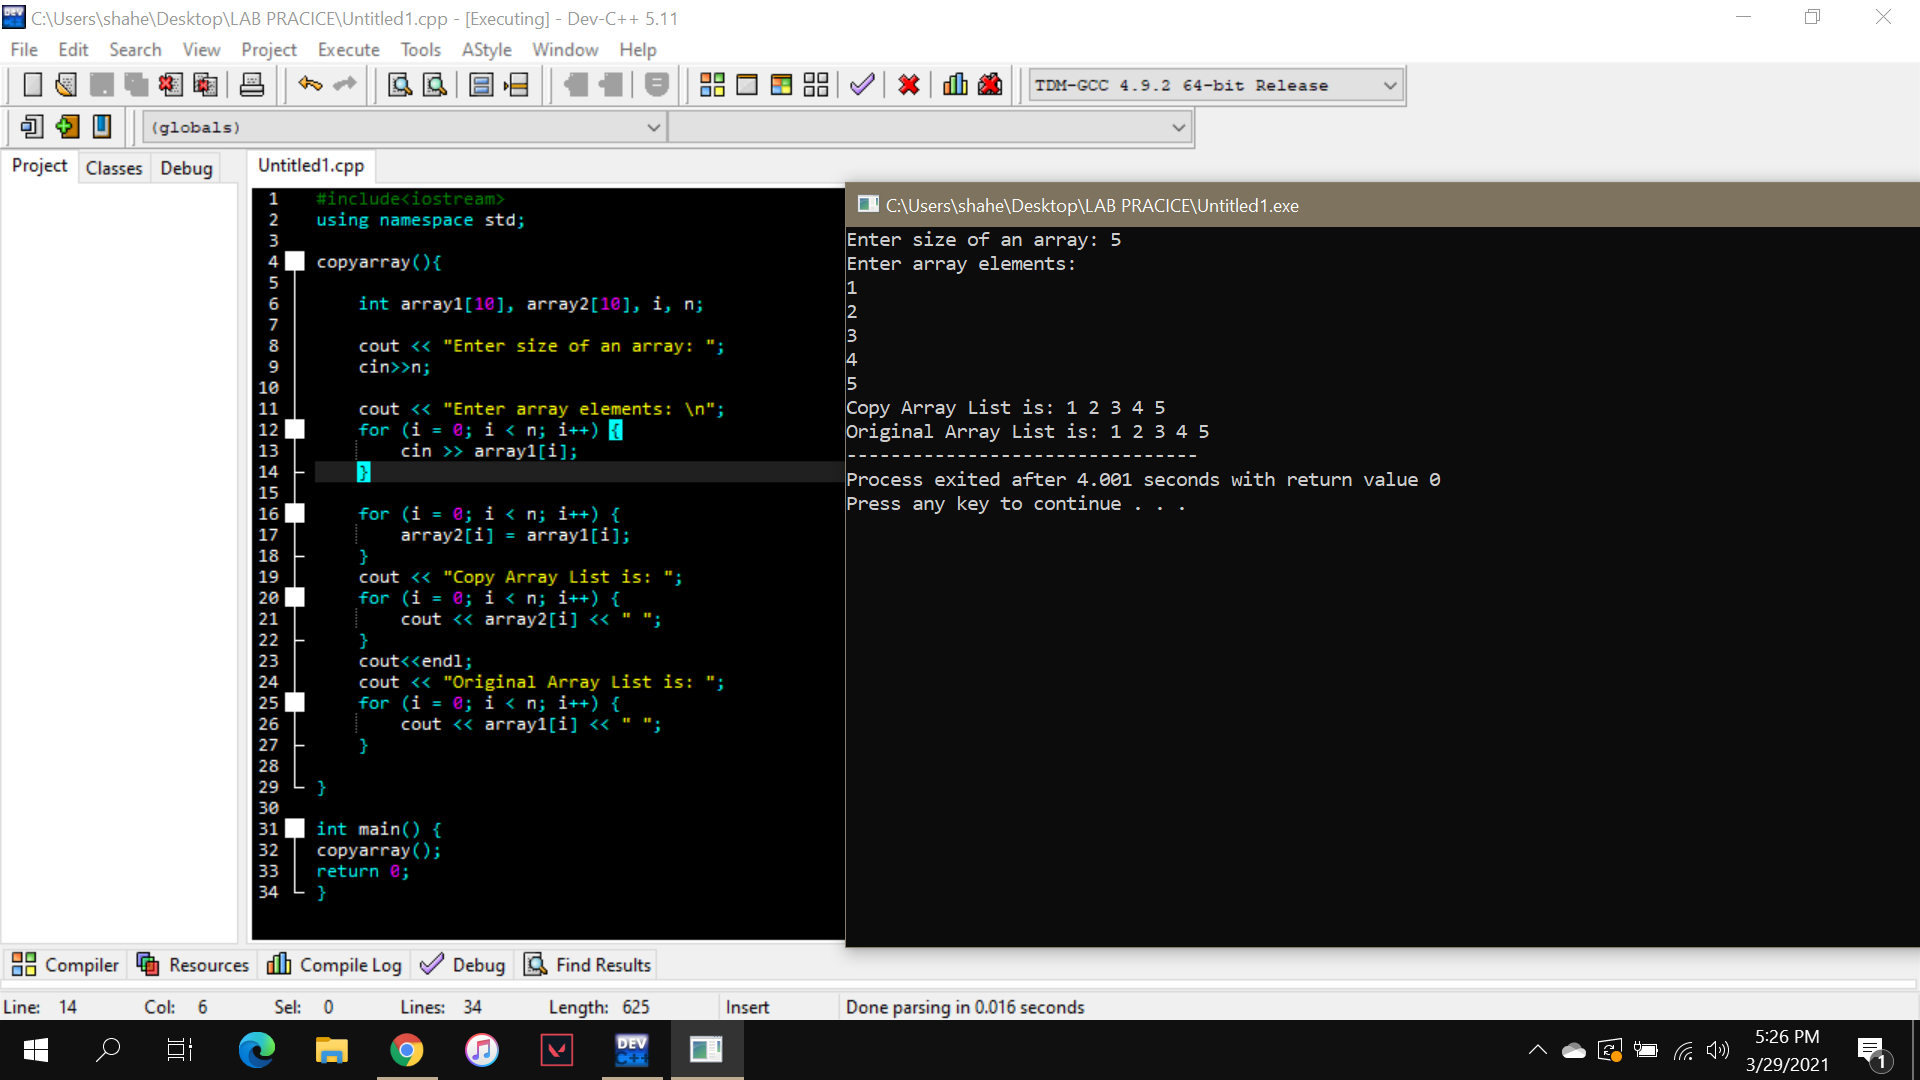 C:\Users\shahe\Desktop\LAB PRACICE\Untitled1.cpp - [Executing] - Dev-C++ 5.11
File Edit Search View Project Execute Tools AStyle Window Help
TDM-GCC 4.9.2 64-bit Release
(globals)
Project Classes Debug
Untitled1.cpp
1 #include<iostream>
2 using namespace std;
3
4 copyarray(){
5
6 int array1[10], array2[10], i, n;
7
8 cout << "Enter size of an array: ";
9 cin>>n;
10
11 cout << "Enter array elements: \n";
12 for (i = 0; i < n; i++) {
13 cin >> array1[i];
14 }
15
16 for (i = 0; i < n; i++) {
17 array2[i] = array1[i];
18 }
19 cout << "Copy Array List is: ";
20 for (i = 0; i < n; i++) {
21 cout << array2[i] << " ";
22 }
23 cout<<endl;
24 cout << "Original Array List is: ";
25 for (i = 0; i < n; i++) {
26 cout << array1[i] << " ";
27 }
28
29 }
30
31 int main() {
32 copyarray();
33 return 0;
34 }
C:\Users\shahe\Desktop\LAB PRACICE\Untitled1.exe
Enter size of an array: 5
Enter array elements:
1
2
3
4
5
Copy Array List is: 1 2 3 4 5
Original Array List is: 1 2 3 4 5
--------------------------------
Process exited after 4.001 seconds with return value 0
Press any key to continue . . .
Compiler Resources Compile Log Debug Find Results
Line: 14 Col: 6 Sel: 0 Lines: 34 Length: 625 Insert Done parsing in 0.016 seconds
DEV C++
5:26 PM
3/29/2021
1